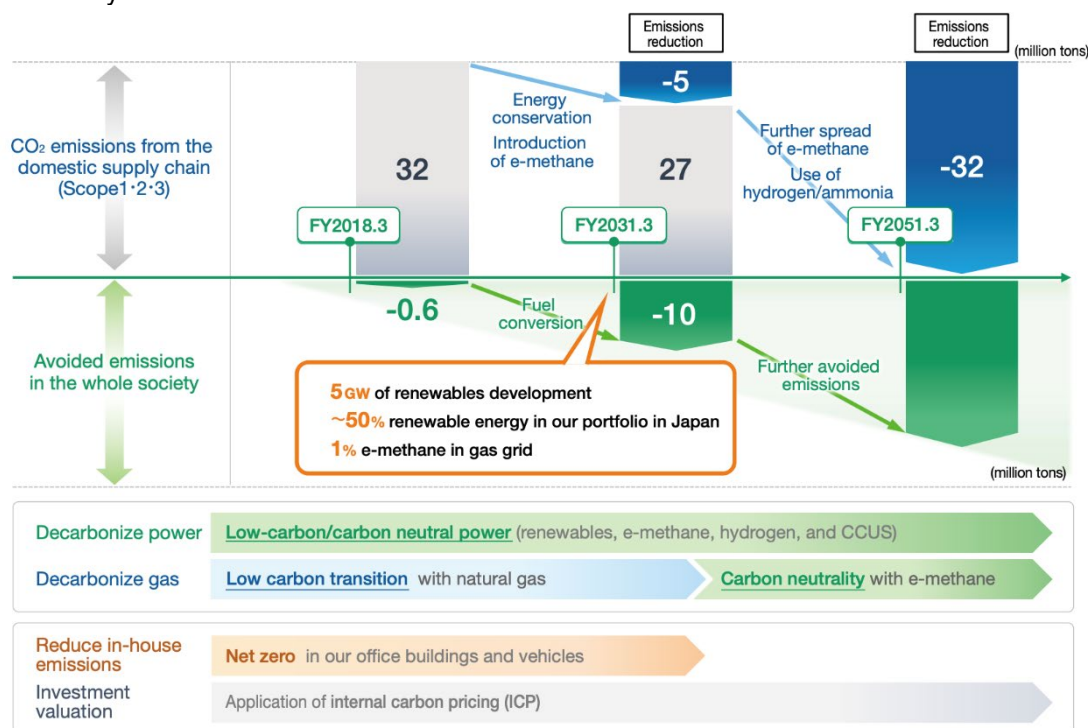 Emissions
reduction
Emissions
reduction
(million tons)
-5
Energy
conservation
Introduction
of e-methane
Further spread
of e-methane
Use of
hydrogen/ammonia
CO₂ emissions from the
domestic supply chain
(Scope1·2·3)
32
27
-32
FY2018.3
FY2031.3
FY2051.3
-0.6
Fuel
conversion
-10
Avoided emissions
in the whole society
Further avoided
emissions
5GW of renewables development
~50% renewable energy in our portfolio in Japan
1% e-methane in gas grid
(million tons)
Decarbonize power
Low-carbon/carbon neutral power (renewables, e-methane, hydrogen, and CCUS)
Decarbonize gas
Low carbon transition with natural gas
Carbon neutrality with e-methane
Reduce in-house
emissions
Net zero in our office buildings and vehicles
Investment
valuation
Application of internal carbon pricing (ICP)